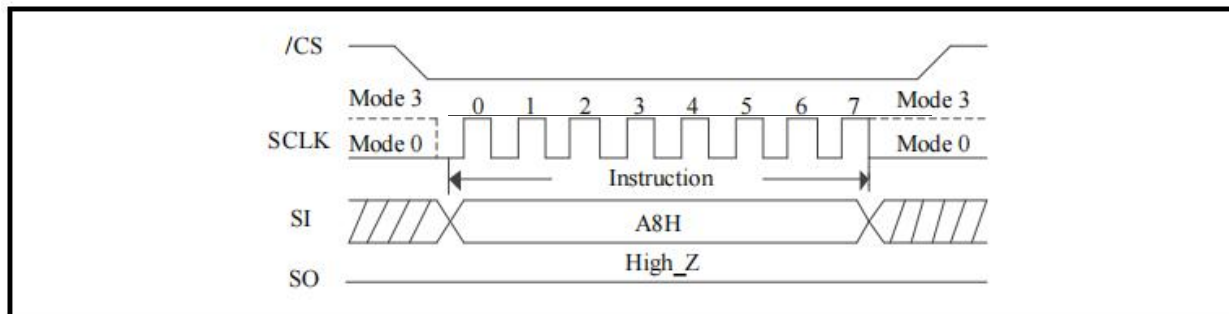 /CS
Mode 3 0 1 2 3 4 5 6 7 Mode 3
SCLK Mode 0 Mode 0
Instruction
SI A8H
High_Z
SO